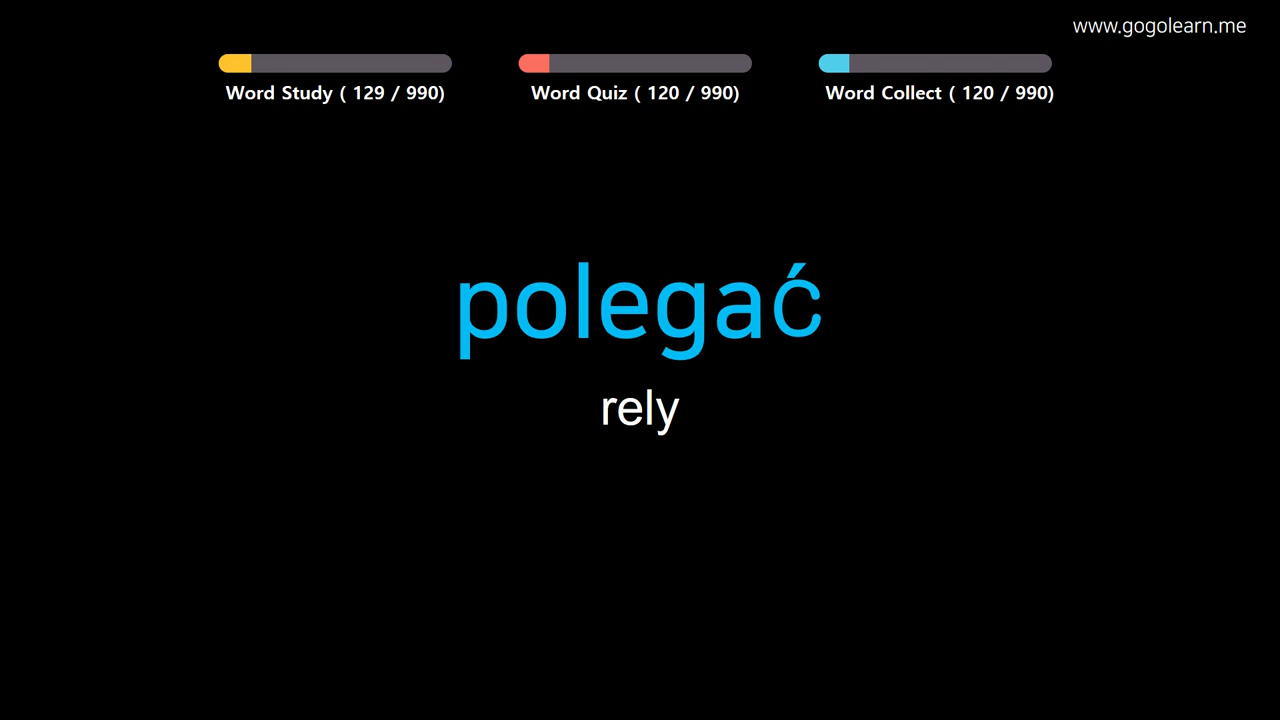 www.gogolearn.me
Word Study ( 129 / 990)
Word Quiz ( 120 / 990)
Word Collect ( 120 / 990)
polegać
rely